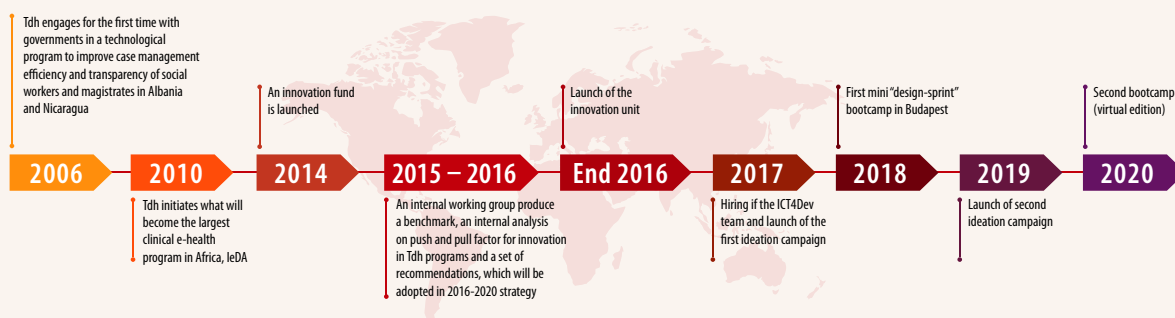 Tdh engages for the first time with
governments in a technological
program to improve case management
efficiency and transparency of social
workers and magistrates in Albania
and Nicaragua
An innovation fund
is launched
Launch of the
innovation unit
First mini “design-sprint”
bootcamp in Budapest
Second bootcamp
(virtual edition)
2006
2010
2014
2015 – 2016
End 2016
2017
2018
2019
2020
Tdh initiates what will
become the largest
clinical e-health
program in Africa, IeDA
An internal working group produce
a benchmark, an internal analysis
on push and pull factor for innovation
in Tdh programs and a set of
recommendations, which will be
adopted in 2016-2020 strategy
Hiring if the ICT4Dev
team and launch of the
first ideation campaign
Launch of second
ideation campaign